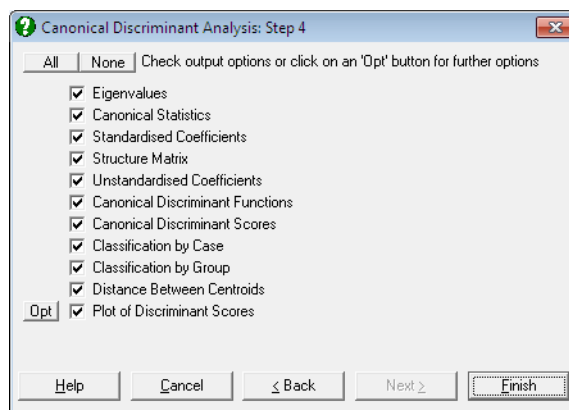 Canonical Discriminant Analysis: Step 4
All None Check output options or click on an 'Opt' button for further options
Eigenvalues
Canonical Statistics
Standardised Coefficients
Structure Matrix
Unstandardised Coefficients
Canonical Discriminant Functions
Canonical Discriminant Scores
Classification by Case
Classification by Group
Distance Between Centroids
Opt Plot of Discriminant Scores
Help Cancel < Back Next > Finish